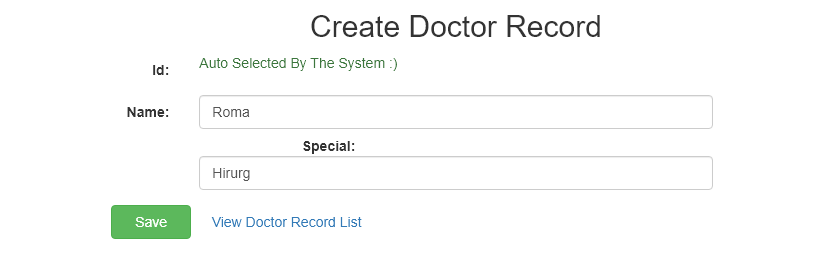 Create Doctor Record
Id: Auto Selected By The System :)
Name: Roma
Special:
Hirurg
Save View Doctor Record List